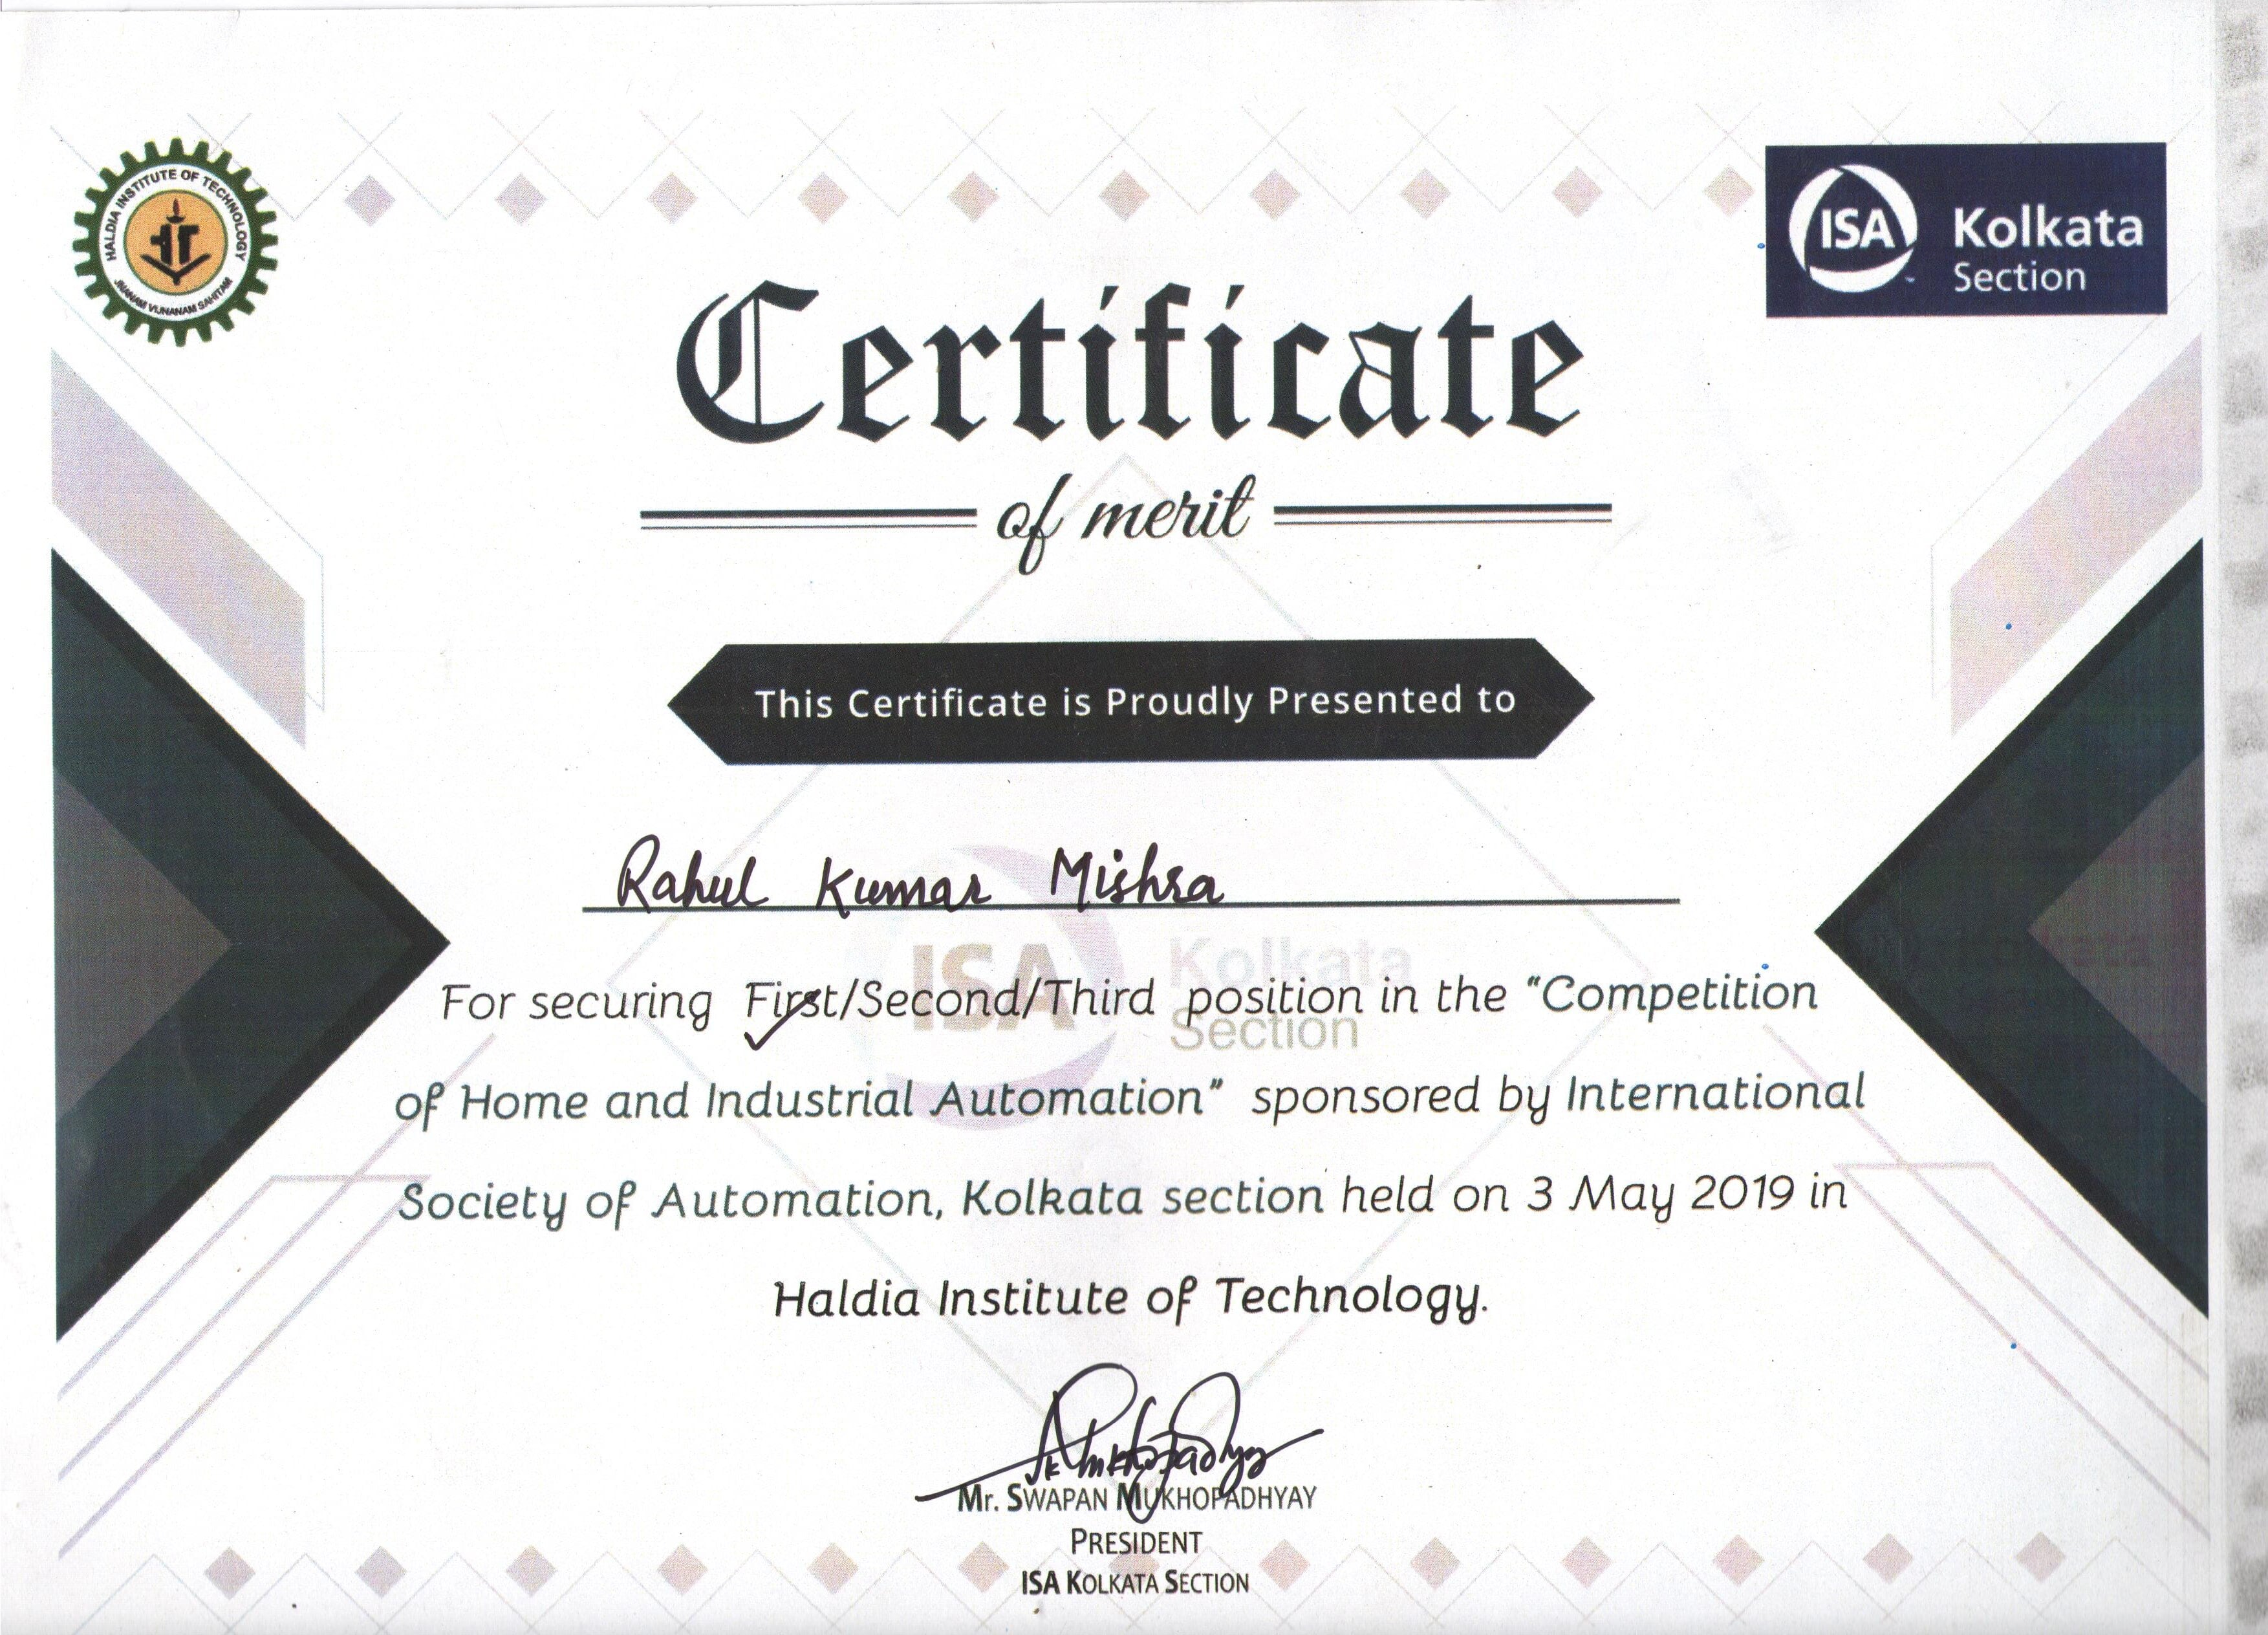 HALDIA INSTITUTE OF TECHNOLOGY
JNANAM VIJNANAM SAHITAM
ISA
Kolkata
Section
Certificate
of merit
This Certificate is Proudly Presented to
Rahul Kumar Mishra
ISA Kolkata
Section
For securing First/Second/Third position in the "Competition
of Home and Industrial Automation" sponsored by International
Society of Automation, Kolkata section held on 3 May 2019 in
Haldia Institute of Technology.
Mr. SWAPAN MUKHOPADHYAY
PRESIDENT
ISA KOLKATA SECTION